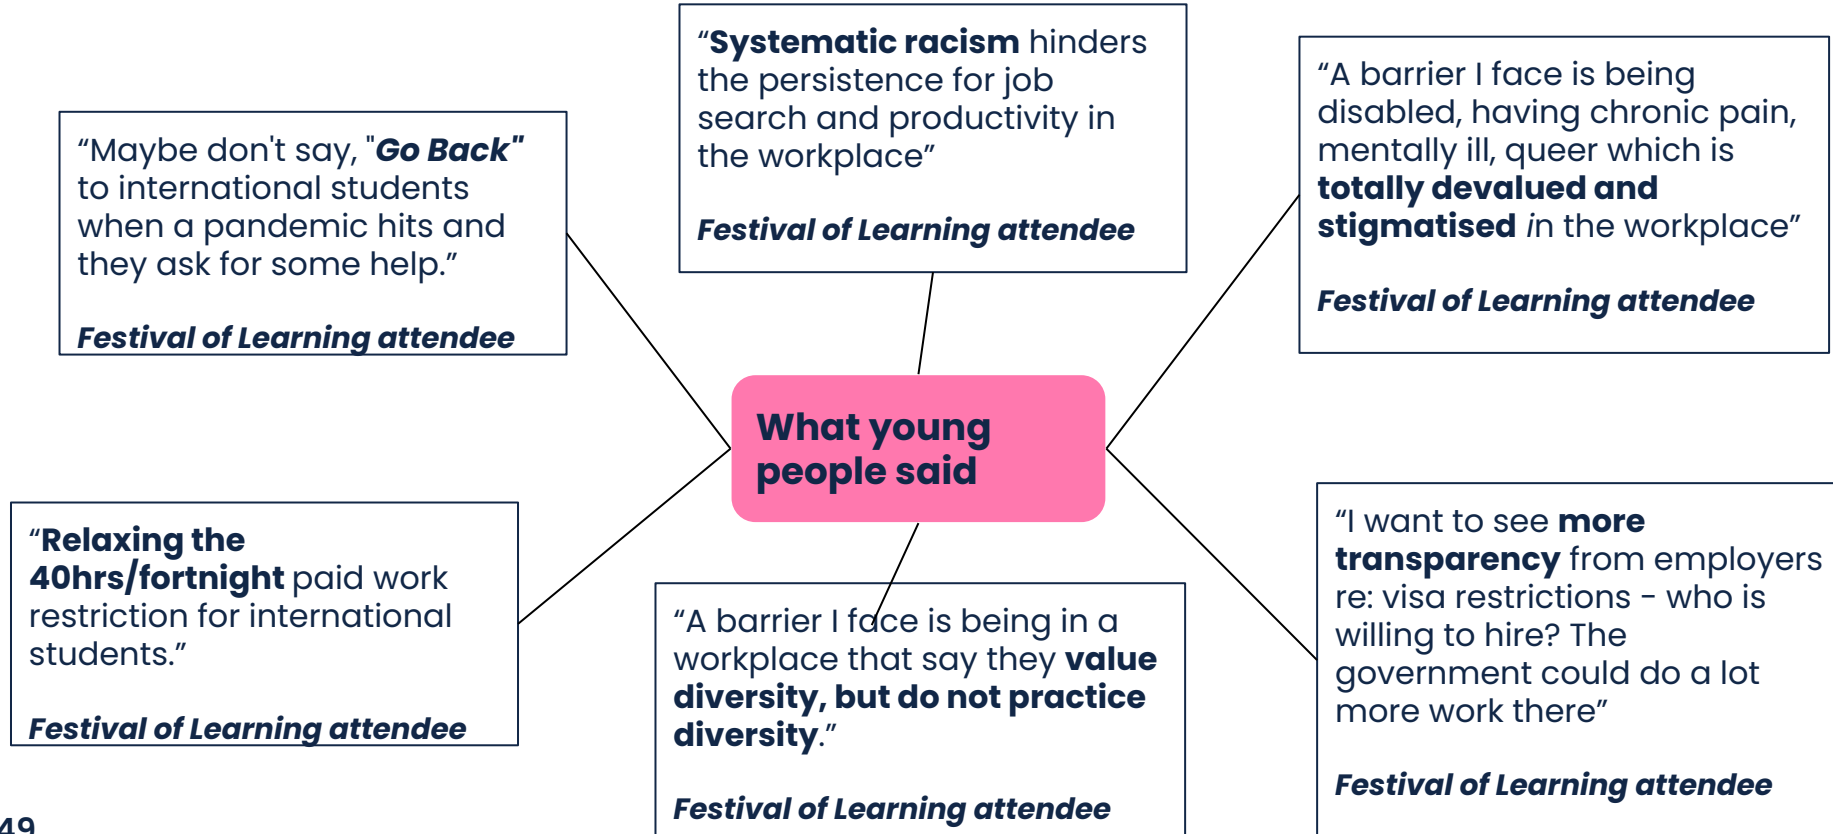 “Systematic racism hinders
the persistence for job
search and productivity in
the workplace”
Festival of Learning attendee
“A barrier I face is being
disabled, having chronic pain,
mentally ill, queer which is
totally devalued and
stigmatised in the workplace”
Festival of Learning attendee
“Maybe don't say, "Go Back"
to international students
when a pandemic hits and
they ask for some help.”
Festival of Learning attendee
What young
people said
“Relaxing the
40hrs/fortnight paid work
restriction for international
students.”
Festival of Learning attendee
“A barrier I face is being in a
workplace that say they value
diversity, but do not practice
diversity.”
Festival of Learning attendee
“I want to see more
transparency from employers
re: visa restrictions - who is
willing to hire? The
government could do a lot
more work there”
Festival of Learning attendee
49